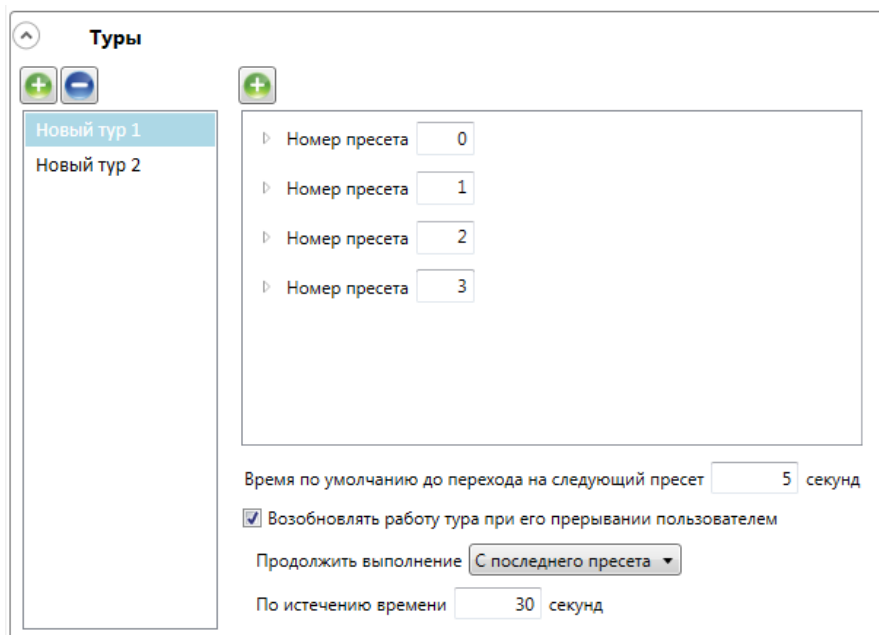 Туры
Новый тур 1
Новый тур 2
Номер пресета 0
Номер пресета 1
Номер пресета 2
Номер пресета 3
Время по умолчанию до перехода на следующий пресет 5 секунд
Возобновлять работу тура при его прерывании пользователем
Продолжить выполнение С последнего пресета
По истечению времени 30 секунд